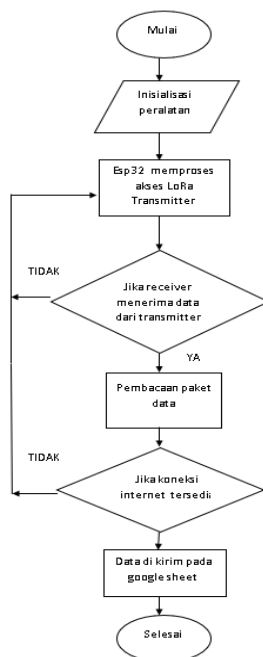 Mulai
Inisialisasi
peralatan
Esp32 memproses
akses LoRa
Transmitter
TIDAK
Jika receiver
menerima data
dari transmitter
YA
Pembacaan paket
data
TIDAK
Jika koneksi
internet tersedi
Data di kirim pada
google sheet
Selesai